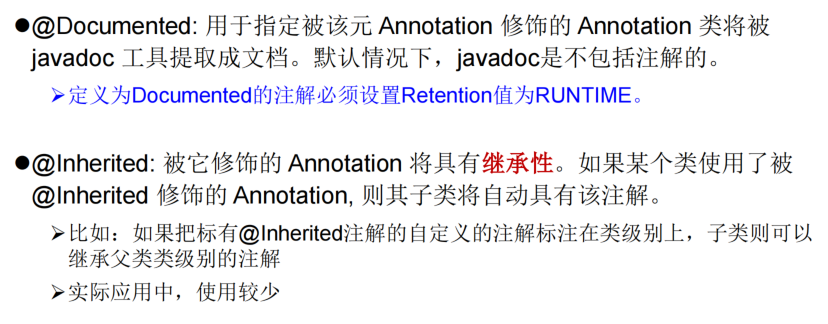 ●@Documented: 用于指定被该元 Annotation 修饰的 Annotation 类将被
javadoc 工具提取成文档。默认情况下，javadoc是不包括注解的。
➢定义为Documented的注解必须设置Retention值为RUNTIME。
●@Inherited: 被它修饰的 Annotation 将具有继承性。如果某个类使用了被
@Inherited 修饰的 Annotation, 则其子类将自动具有该注解。
➢比如：如果把标有@Inherited注解的自定义的注解标注在类级别上，子类则可以
继承父类类级别的注解
➢实际应用中，使用较少